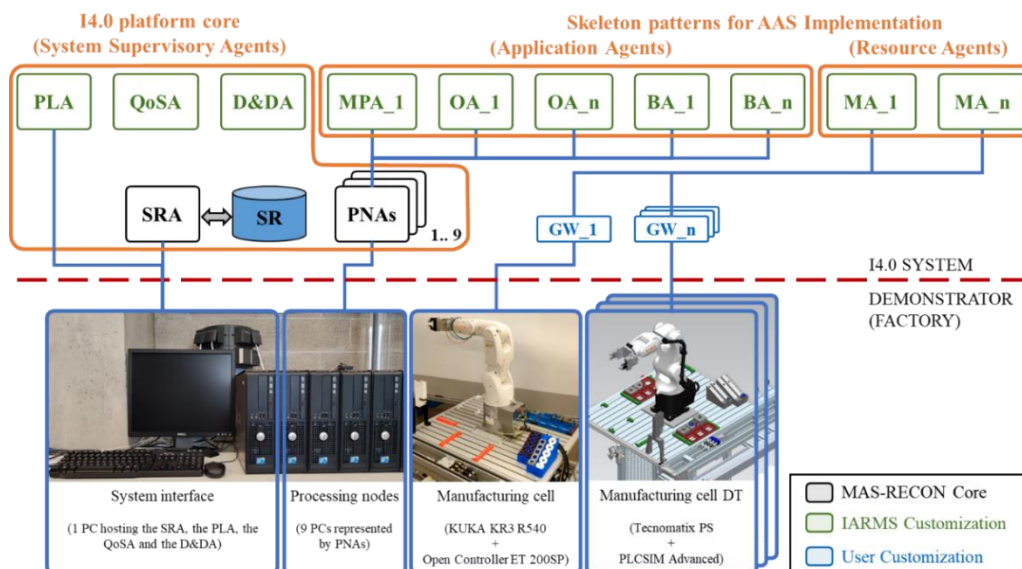 I4.0 platform core
(System Supervisory Agents)
Skeleton patterns for AAS Implementation
(Application Agents)
(Resource Agents)
PLA
QoSA
D&DA
MPA_1
OA_1
OA_n
BA_1
BA_n
MA_1
MA_n
SRA
SR
PNAs
1.. 9
GW_1
GW_n
I4.0 SYSTEM
DEMONSTRATOR
(FACTORY)
System interface
(1 PC hosting the SRA, the PLA, the
QoSA and the D&DA)
Processing nodes
(9 PCs represented
by PNAs)
Manufacturing cell
(KUKA KR3 R540
+
Open Controller ET 200SP)
Manufacturing cell DT
(Tecnomatix PS
+
PLCSIM Advanced)
MAS-RECON Core
IARMS Customization
User Customization